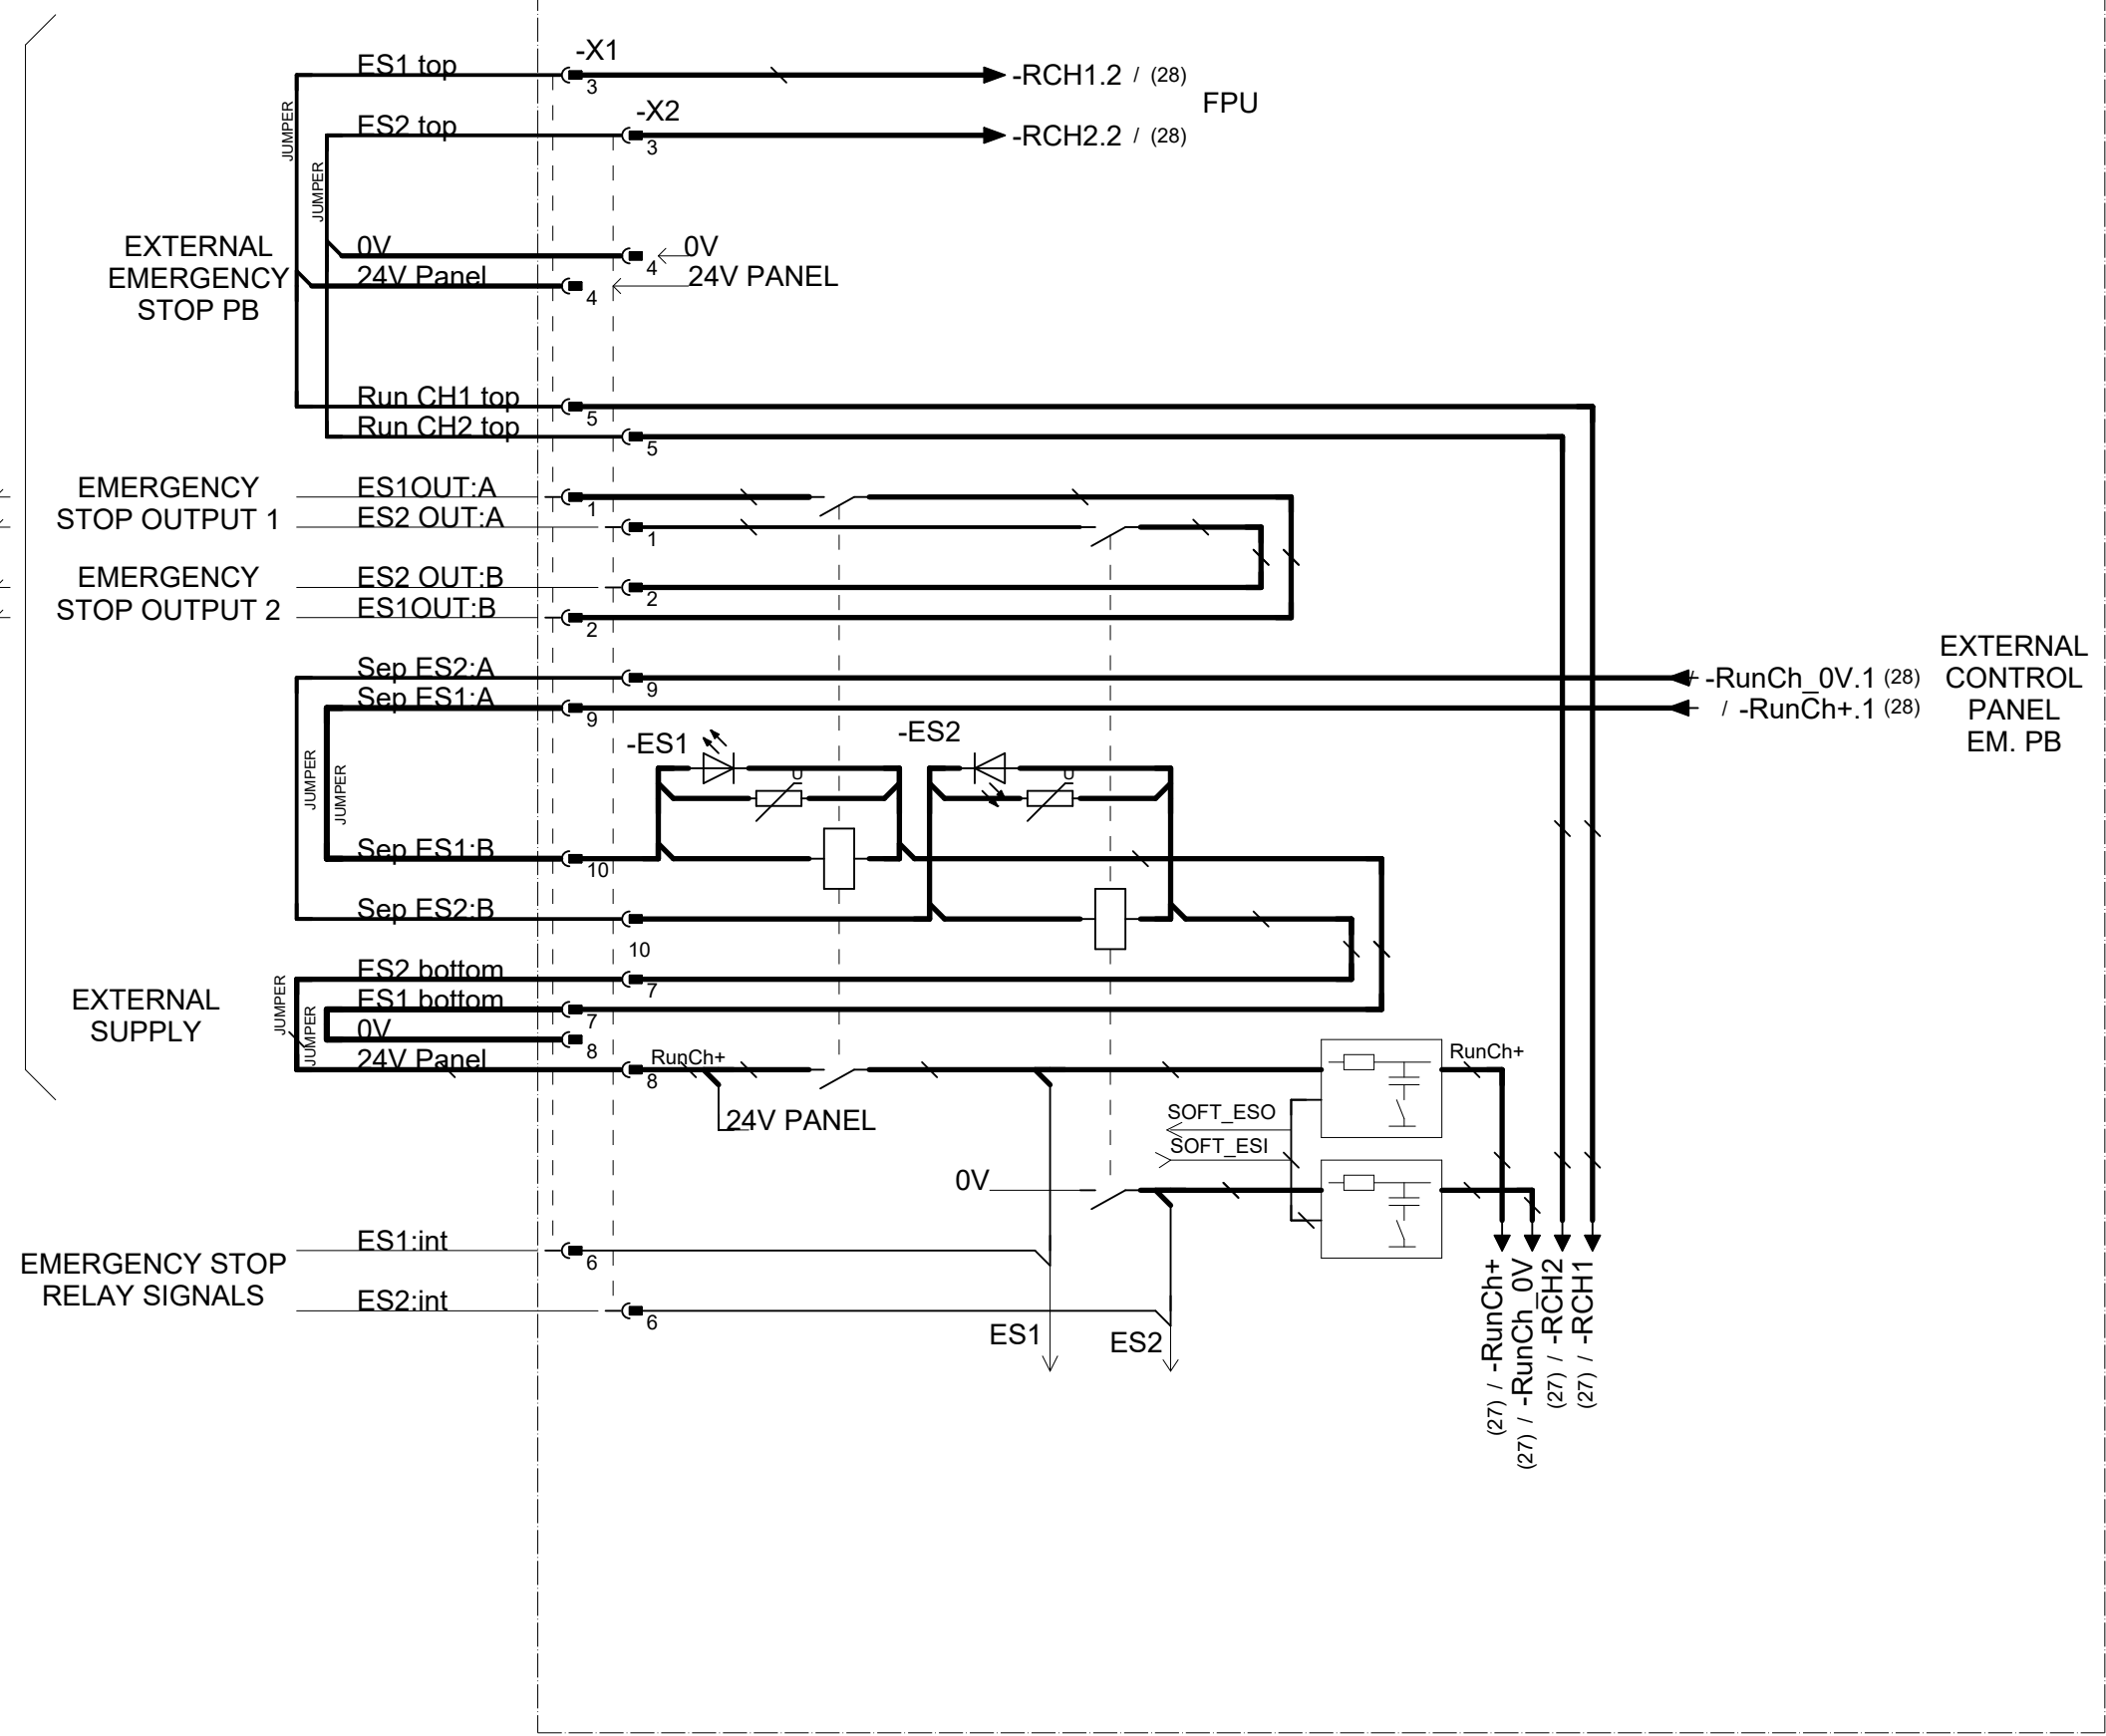 -X1
ES1 top
3
-RCH1.2 / (28)
FPU
-X2
ES2 top
3
-RCH2.2 / (28)
JUMPER
JUMPER
EXTERNAL
EMERGENCY
STOP PB
0V
4
0V
24V Panel
4
24V PANEL
Run CH1 top
5
Run CH2 top
5
EMERGENCY
STOP OUTPUT 1
ES1OUT:A
1
ES2 OUT:A
1
EMERGENCY
STOP OUTPUT 2
ES2 OUT:B
2
ES1OUT:B
2
Sep ES2:A
9
-RunCh_0V.1 (28)
Sep ES1:A
9
/ -RunCh+.1 (28)
EXTERNAL
CONTROL
PANEL
EM. PB
-ES1
-ES2
U
U
JUMPER
JUMPER
Sep ES1:B
10
Sep ES2:B
10
EXTERNAL
SUPPLY
JUMPER
JUMPER
ES2 bottom
7
ES1 bottom
7
0V
8
24V Panel
8
RunCh+
24V PANEL
RunCh+
SOFT_ESO
SOFT_ESI
0V
EMERGENCY STOP
RELAY SIGNALS
ES1:int
6
ES2:int
6
ES1
ES2
(27) / -RunCh+
(27) / -RunCh_0V
(27) / -RCH2
(27) / -RCH1